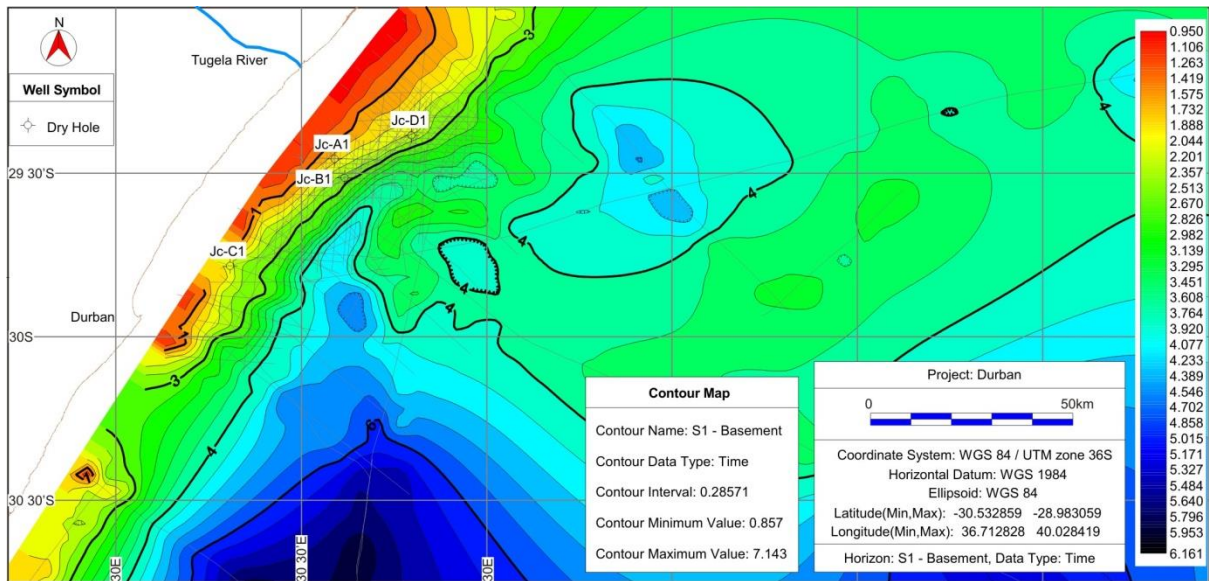 N
Well Symbol
Dry Hole
Tugela River
Jc-D1
Jc-A1
Jc-B1
Jc-C1
Durban
29 30'S
30S
30 30'S
30E
30 30'E
30E
3
1
1
3
4
4
4
4
4
4
4
Contour Map
Contour Name: S1 - Basement
Contour Data Type: Time
Contour Interval: 0.28571
Contour Minimum Value: 0.857
Contour Maximum Value: 7.143
Project: Durban
0 50km
Coordinate System: WGS 84 / UTM zone 36S
Horizontal Datum: WGS 1984
Ellipsoid: WGS 84
Latitude(Min,Max): -30.532859 -28.983059
Longitude(Min,Max): 36.712828 40.028419
Horizon: S1 - Basement, Data Type: Time
0.950
1.106
1.263
1.419
1.575
1.732
1.888
2.044
2.201
2.357
2.513
2.670
2.826
2.982
3.139
3.295
3.451
3.608
3.764
3.920
4.077
4.233
4.389
4.546
4.702
4.858
5.015
5.171
5.327
5.484
5.640
5.796
5.953
6.161